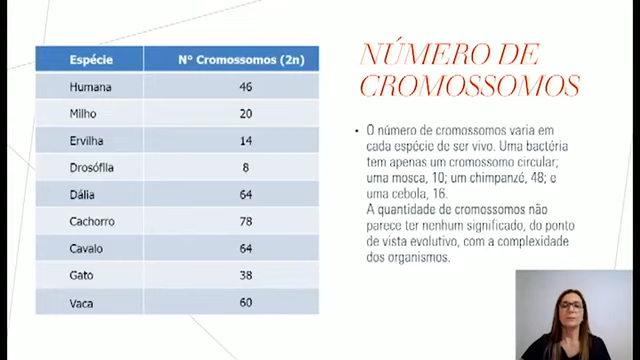 Espécie Nº Cromossomos (2n)
Humana 46
Milho 20
Ervilha 14
Drosófila 8
Dália 64
Cachorro 78
Cavalo 64
Gato 38
Vaca 60
NÚMERO DE
CROMOSSOMOS
• O número de cromossomos varia em
cada espécie de ser vivo. Uma bactéria
tem apenas um cromossomo circular;
uma mosca, 10; um chimpanzé, 48; e
uma cebola, 16.
A quantidade de cromossomos não
parece ter nenhum significado, do ponto
de vista evolutivo, com a complexidade
dos organismos.